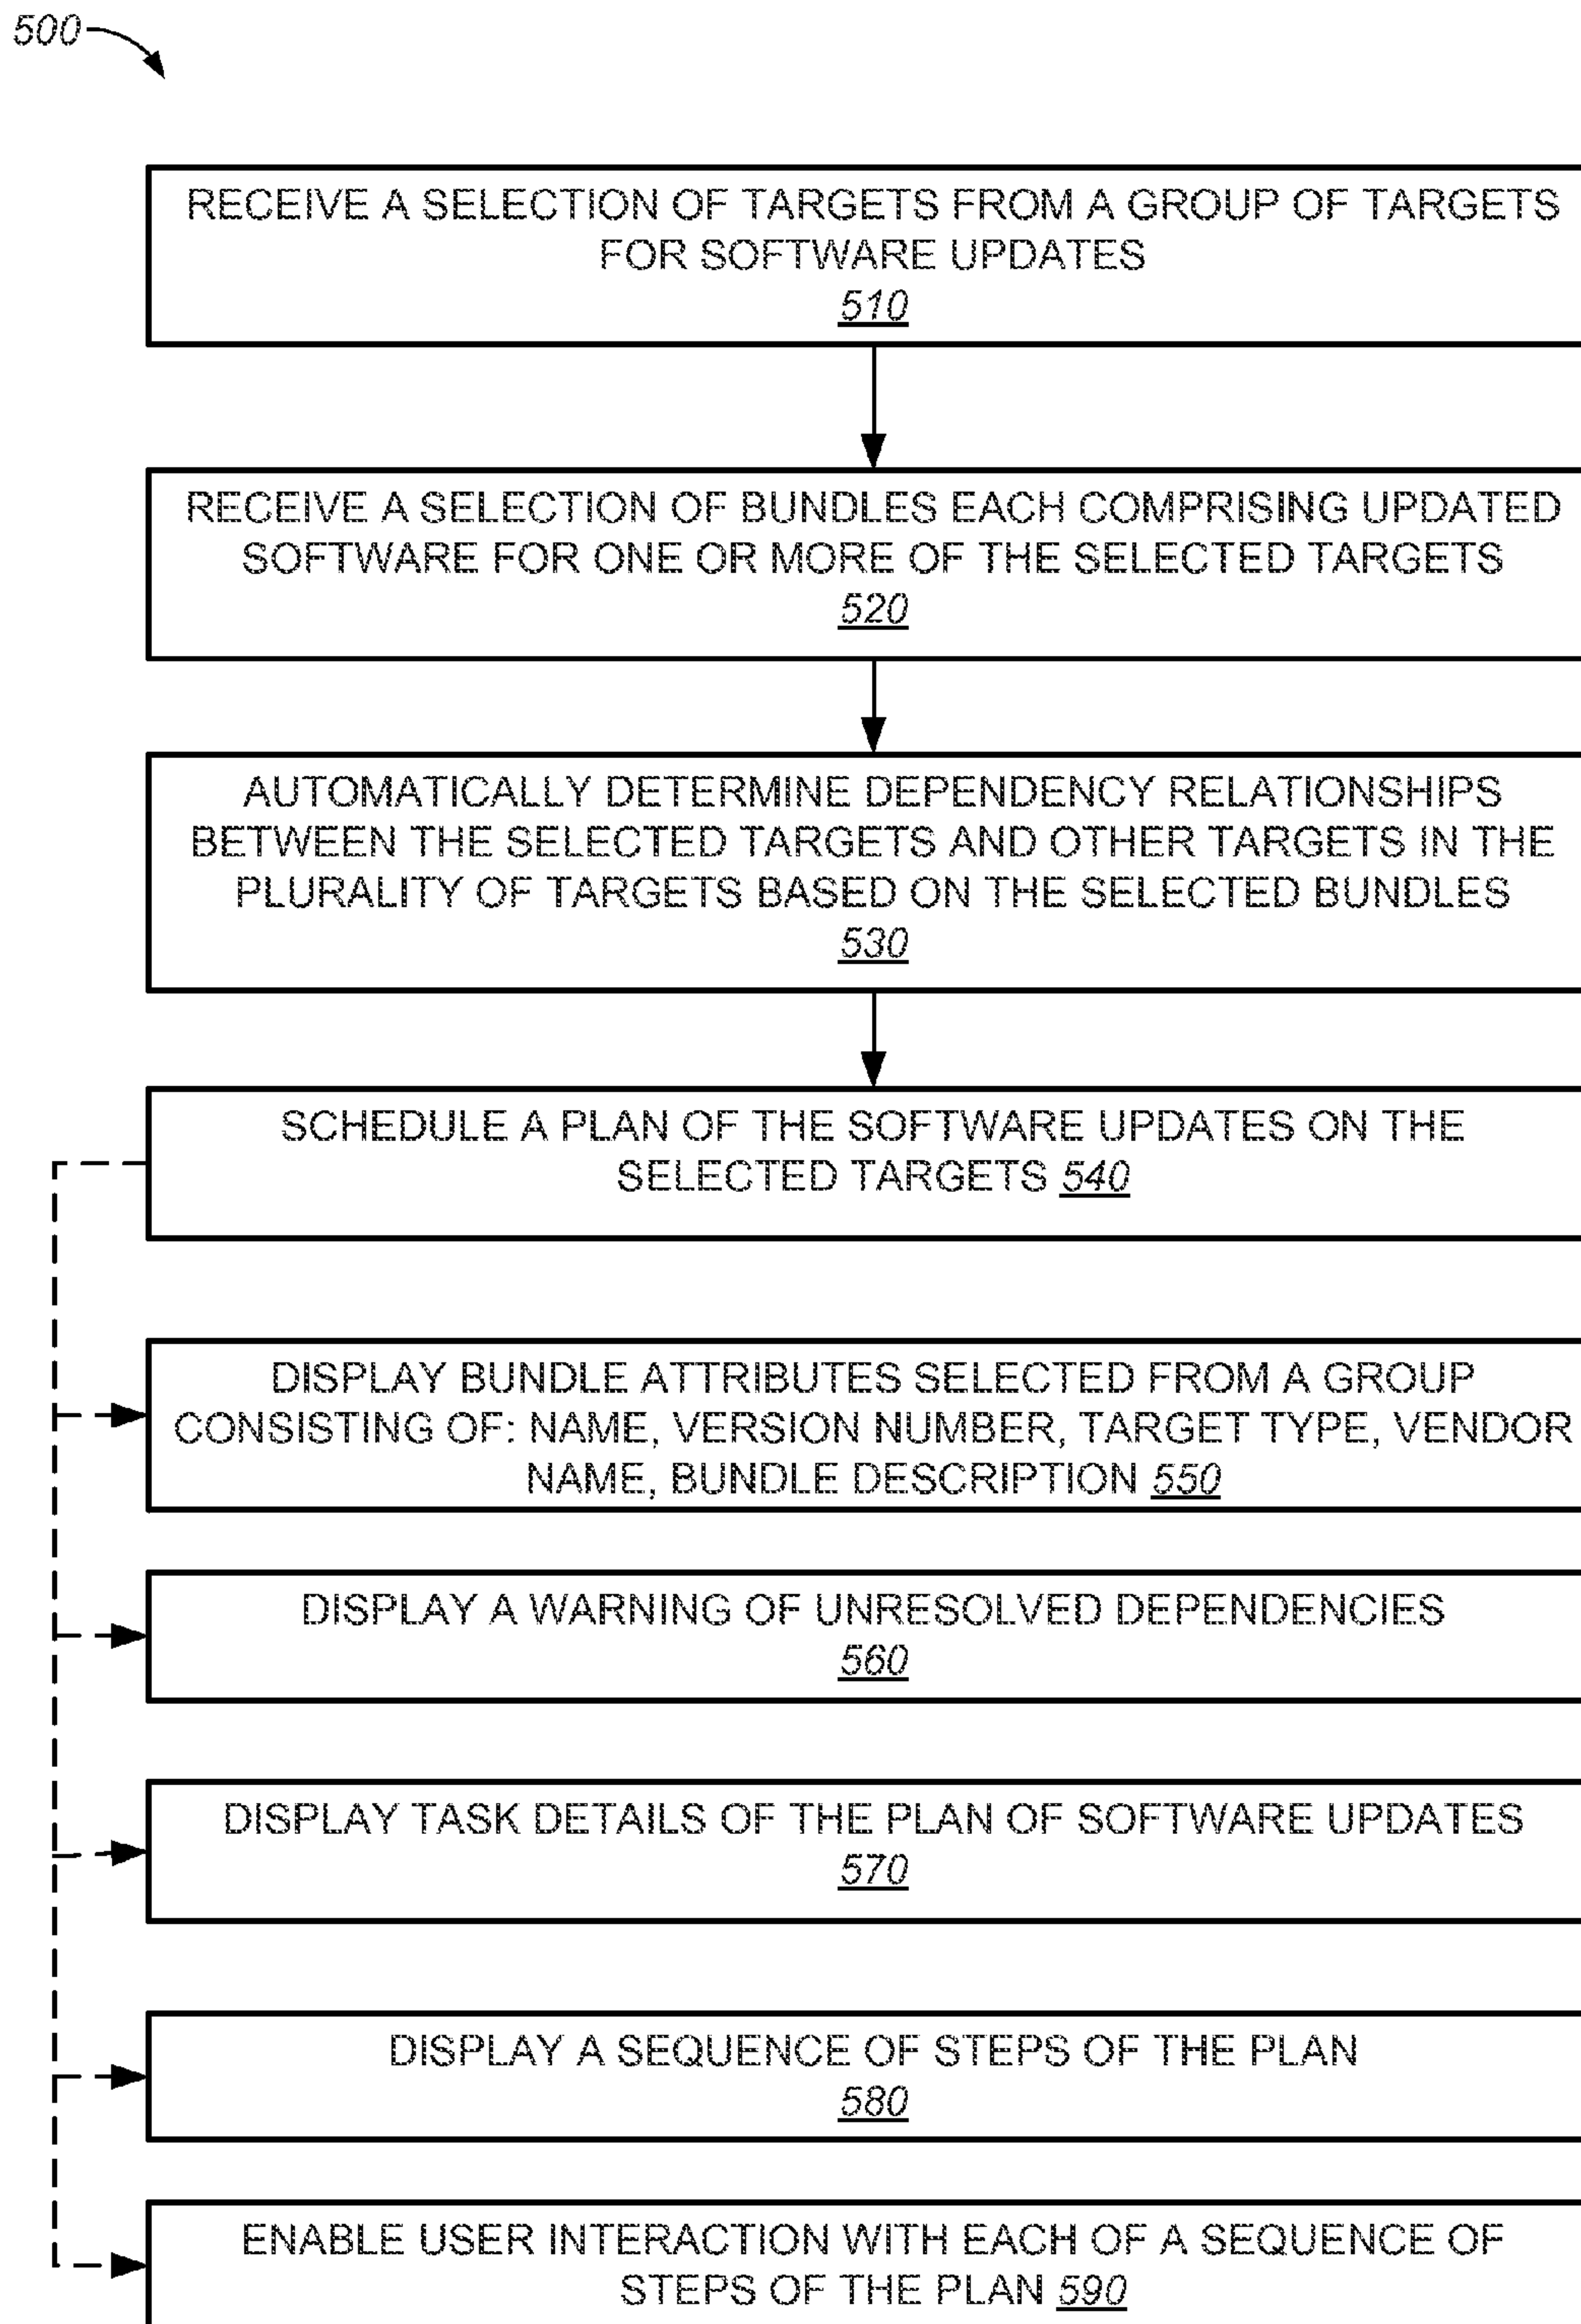 500
RECEIVE A SELECTION OF TARGETS FROM A GROUP OF TARGETS
FOR SOFTWARE UPDATES
510
RECEIVE A SELECTION OF BUNDLES EACH COMPRISING UPDATED
SOFTWARE FOR ONE OR MORE OF THE SELECTED TARGETS
520
AUTOMATICALLY DETERMINE DEPENDENCY RELATIONSHIPS
BETWEEN THE SELECTED TARGETS AND OTHER TARGETS IN THE
PLURALITY OF TARGETS BASED ON THE SELECTED BUNDLES
530
SCHEDULE A PLAN OF THE SOFTWARE UPDATES ON THE
SELECTED TARGETS 540
DISPLAY BUNDLE ATTRIBUTES SELECTED FROM A GROUP
CONSISTING OF: NAME, VERSION NUMBER, TARGET TYPE, VENDOR
NAME, BUNDLE DESCRIPTION 550
DISPLAY A WARNING OF UNRESOLVED DEPENDENCIES
560
DISPLAY TASK DETAILS OF THE PLAN OF SOFTWARE UPDATES
570
DISPLAY A SEQUENCE OF STEPS OF THE PLAN
580
ENABLE USER INTERACTION WITH EACH OF A SEQUENCE OF
STEPS OF THE PLAN 590